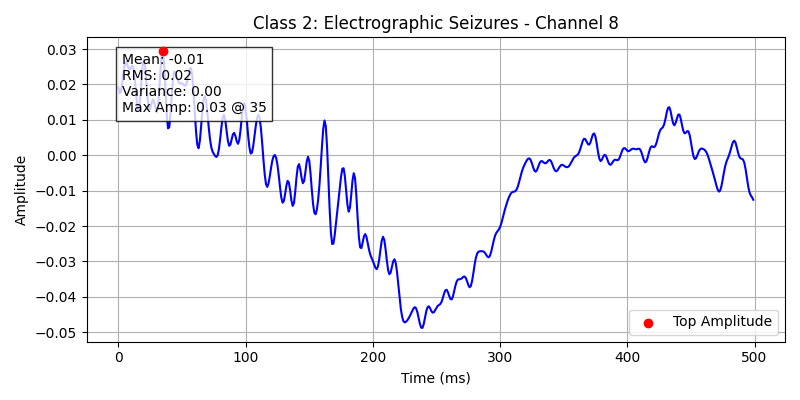 Class 2: Electrographic Seizures - Channel 8
Mean: -0.01
RMS: 0.02
Variance: 0.00
Max Amp: 0.03 @ 35
Amplitude
0.03
0.02
0.01
0.00
−0.01
−0.02
−0.03
−0.04
−0.05
Top Amplitude
0 100 200 300 400 500
Time (ms)